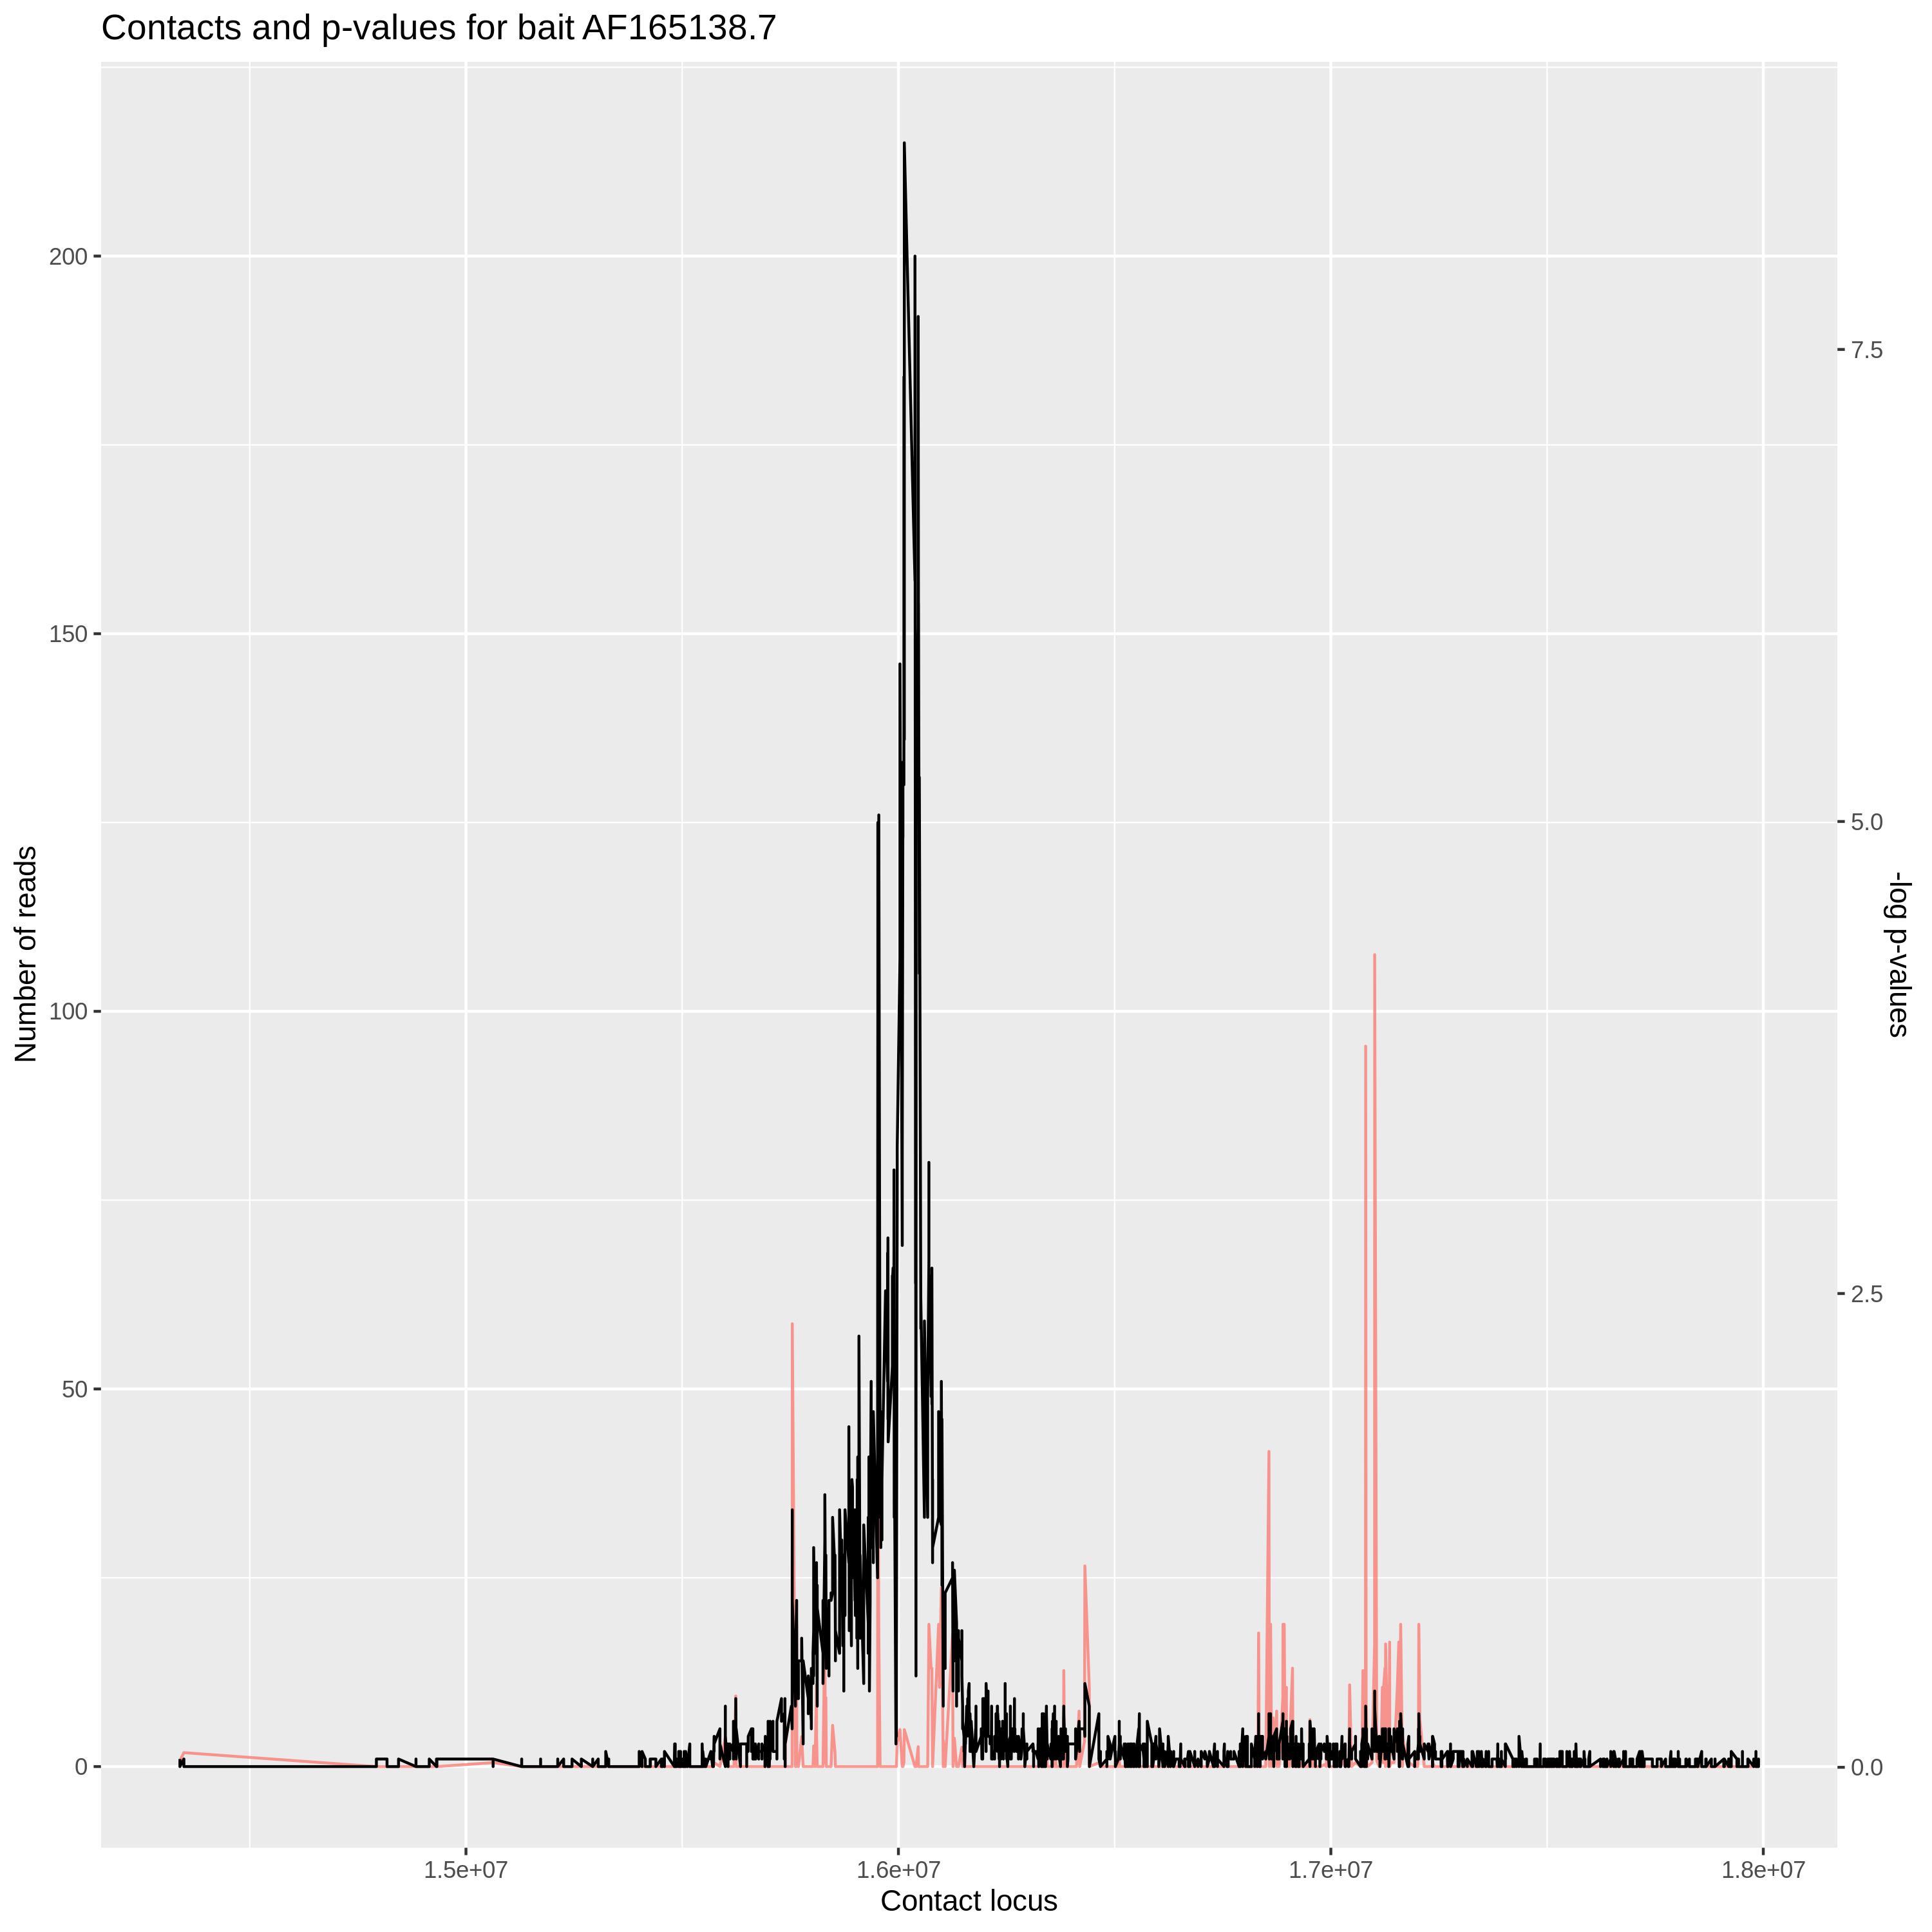 Contacts and p-values for bait AF165138.7
200
150
100
50
0
Number of reads
7.5
5.0
2.5
0.0
-log p-values
1.5e+07
1.6e+07
1.7e+07
1.8e+07
Contact locus